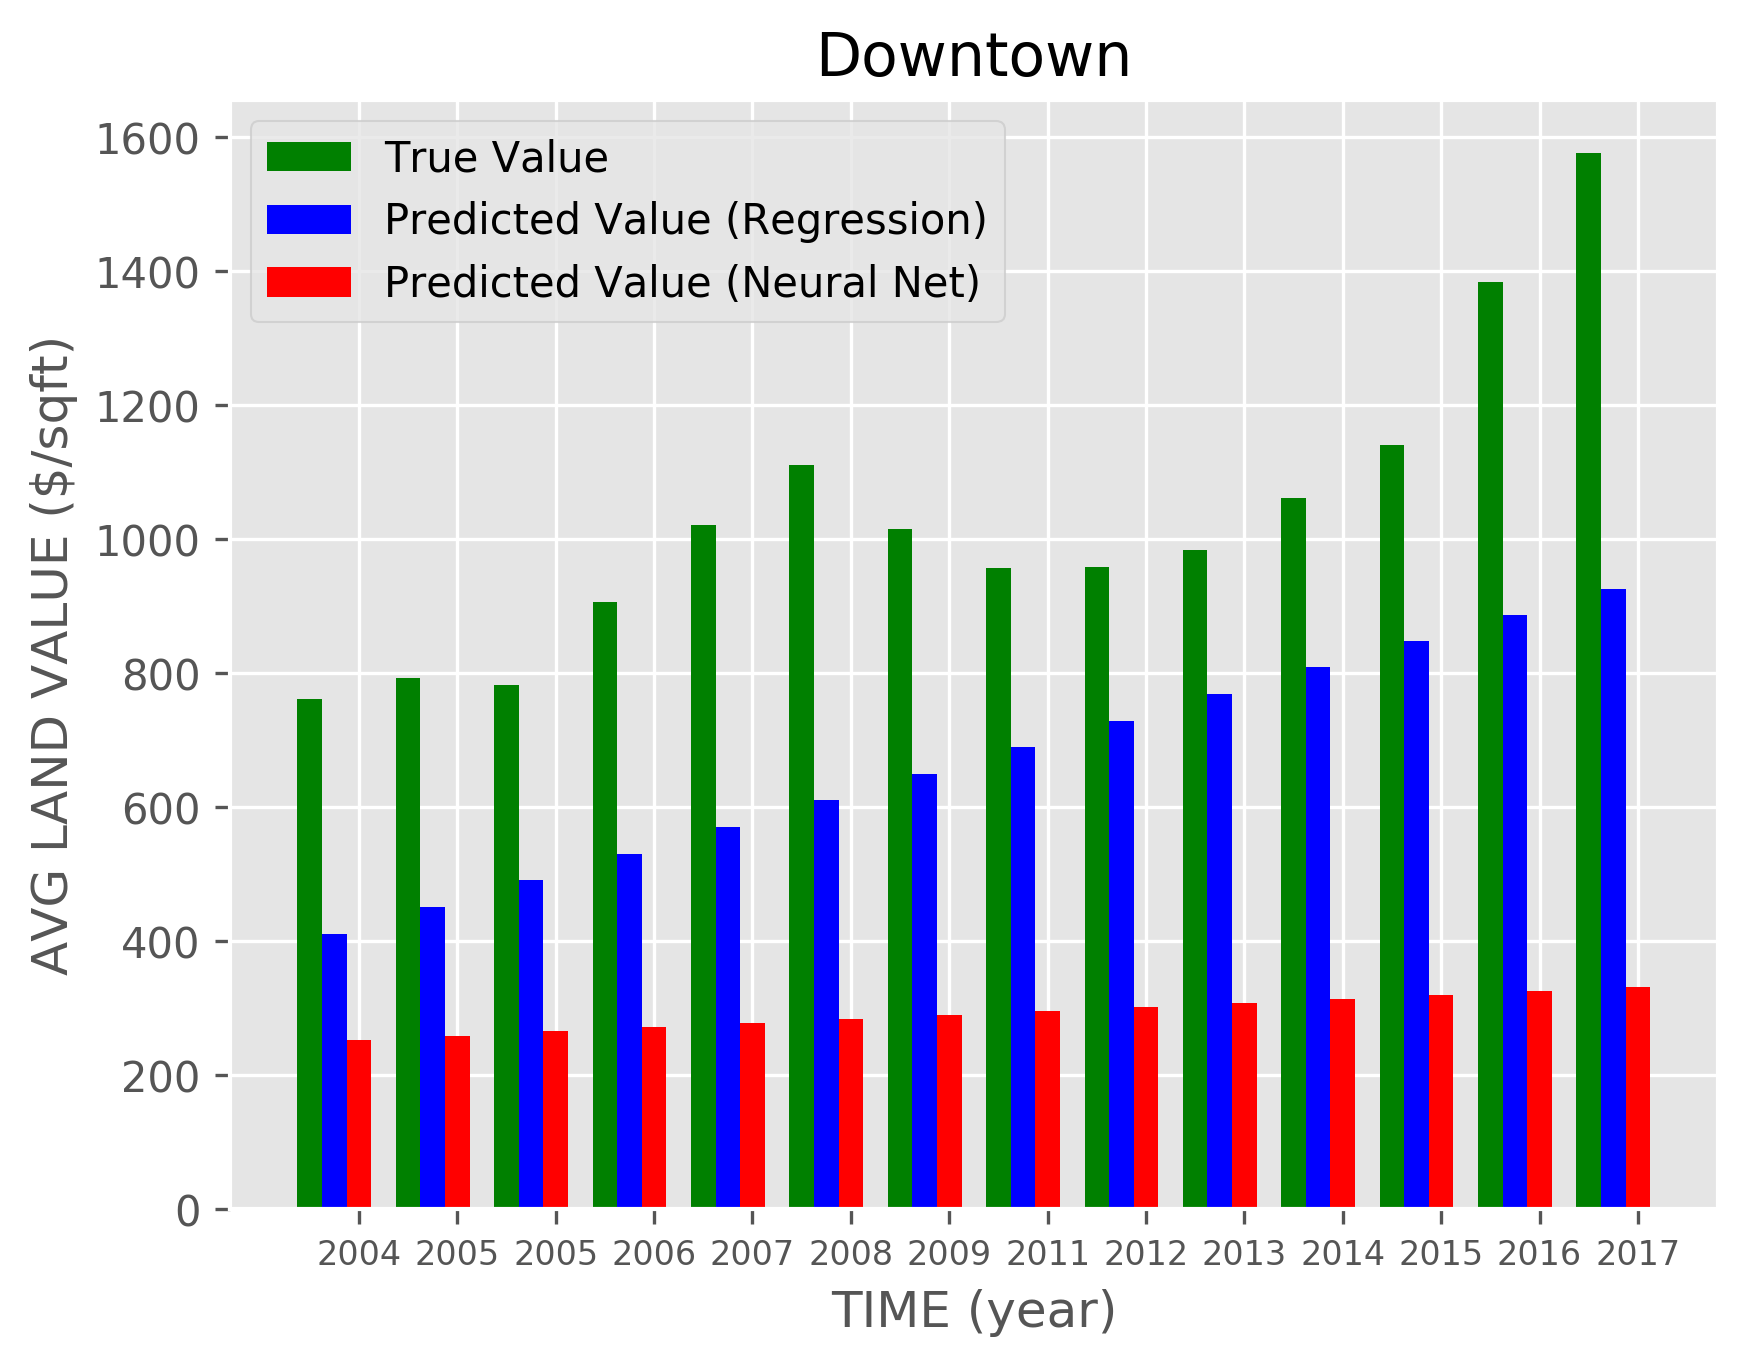 Downtown
True Value
Predicted Value (Regression)
Predicted Value (Neural Net)
AVG LAND VALUE ($/sqft)
1600
1400
1200
1000
800
600
400
200
0
2004 2005 2005 2006 2007 2008 2009 2011 2012 2013 2014 2015 2016 2017
TIME (year)